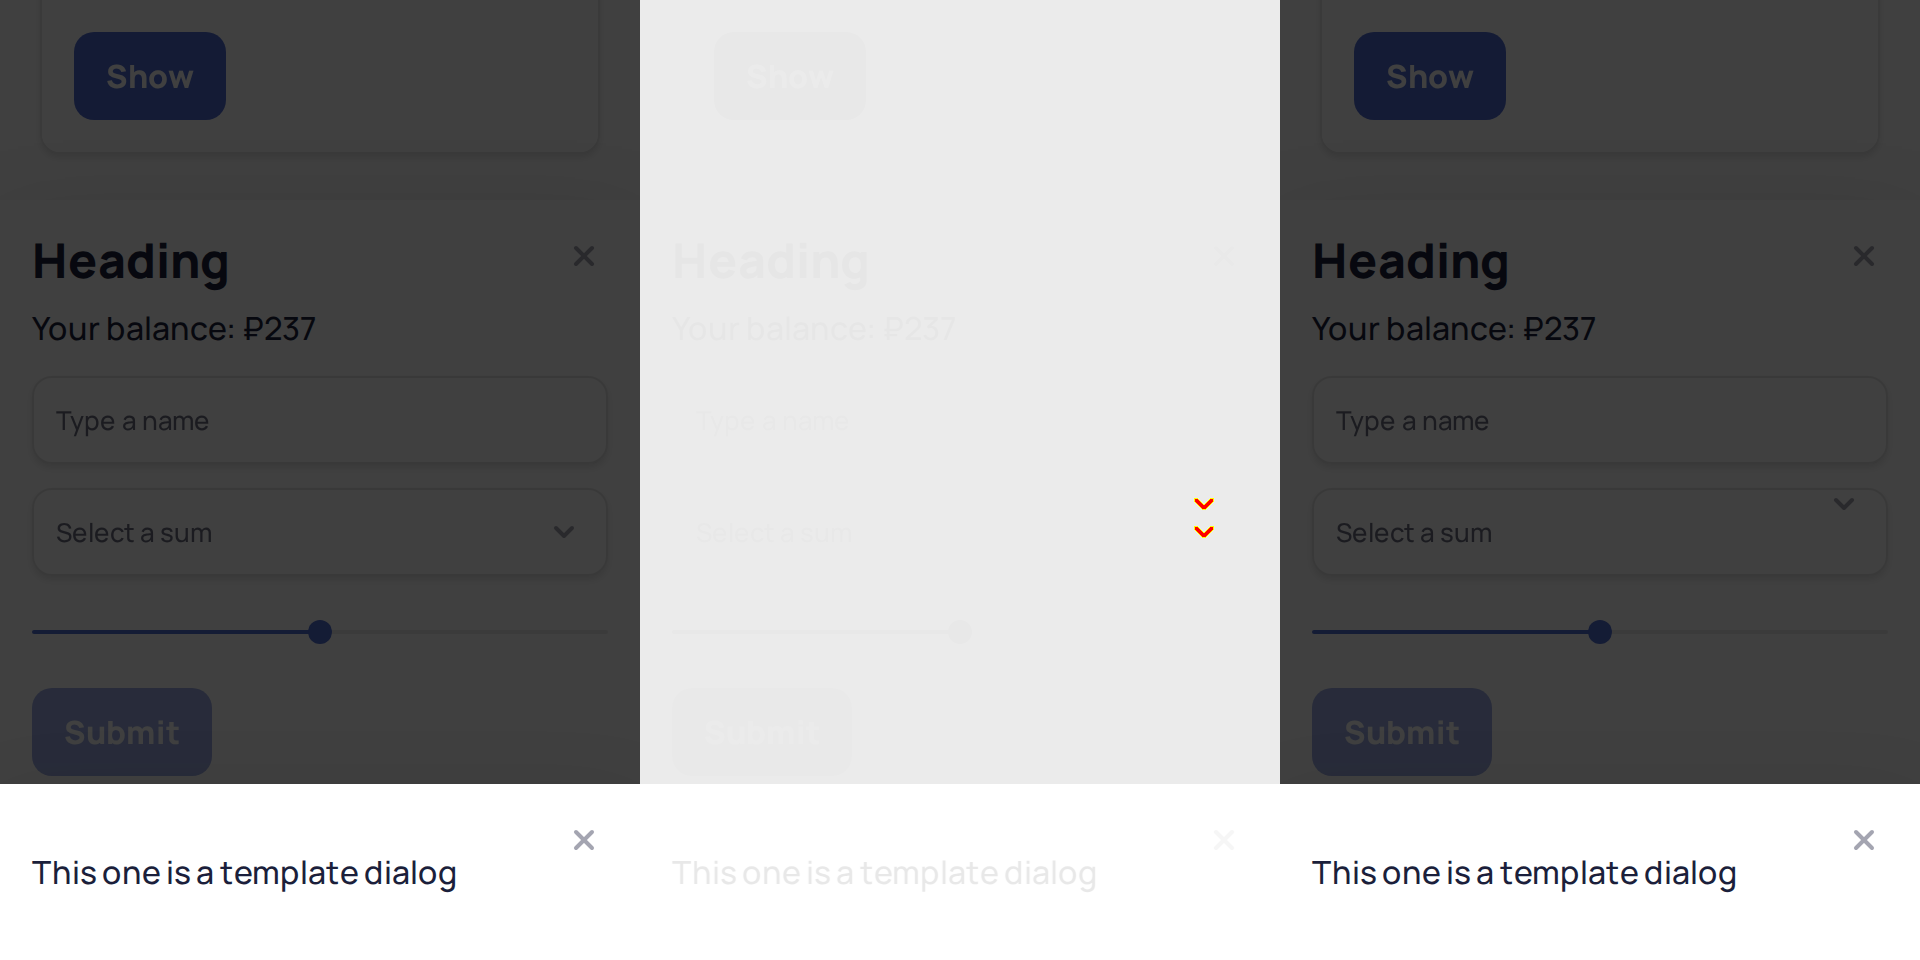 Show
Heading
Your balance: ₽237
Type a name
Select a sum
Submit
This one is a template dialog
Show
Heading
Your balance: ₽237
Type a name
Select a sum
Submit
This one is a template dialog
Show
Heading
Your balance: ₽237
Type a name
Select a sum
Submit
This one is a template dialog